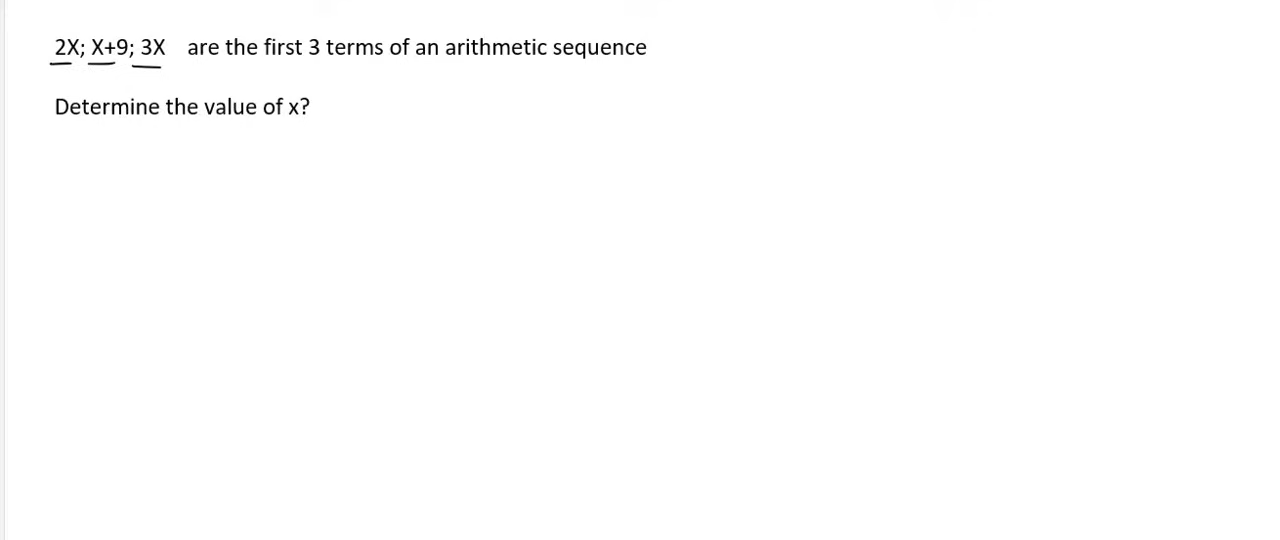 2X; X+9; 3X are the first 3 terms of an arithmetic sequence
Determine the value of x?